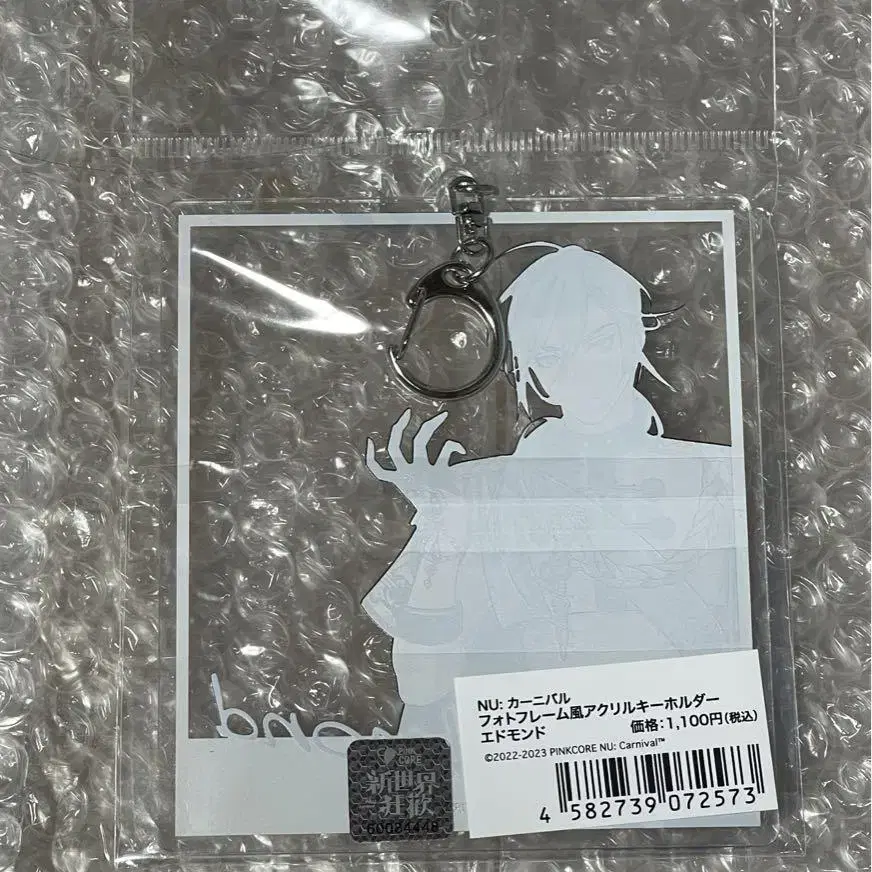 NU: カーニバル
フォトフレーム風アクリルキーホルダー
エドモンド 価格:1,100円(税込)
©2022-2023 PINKCORE NU: Carnival™
4 582739 072573
PINK
CORE
新世界
狂歡
60084448